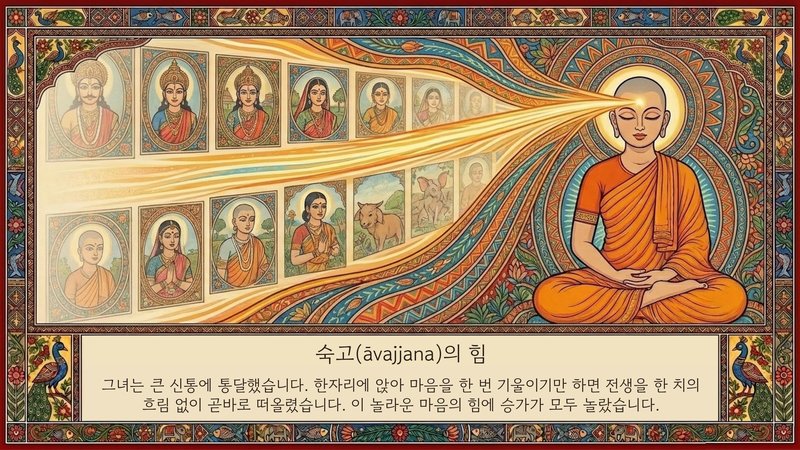 숙고(āvajjana)의 힘
그녀는 큰 신통에 통달했습니다. 한자리에 앉아 마음을 한 번 기울이기만 하면 전생을 한 치의
흐림 없이 곧바로 떠올렸습니다. 이 놀라운 마음의 힘에 승가가 모두 놀랐습니다.